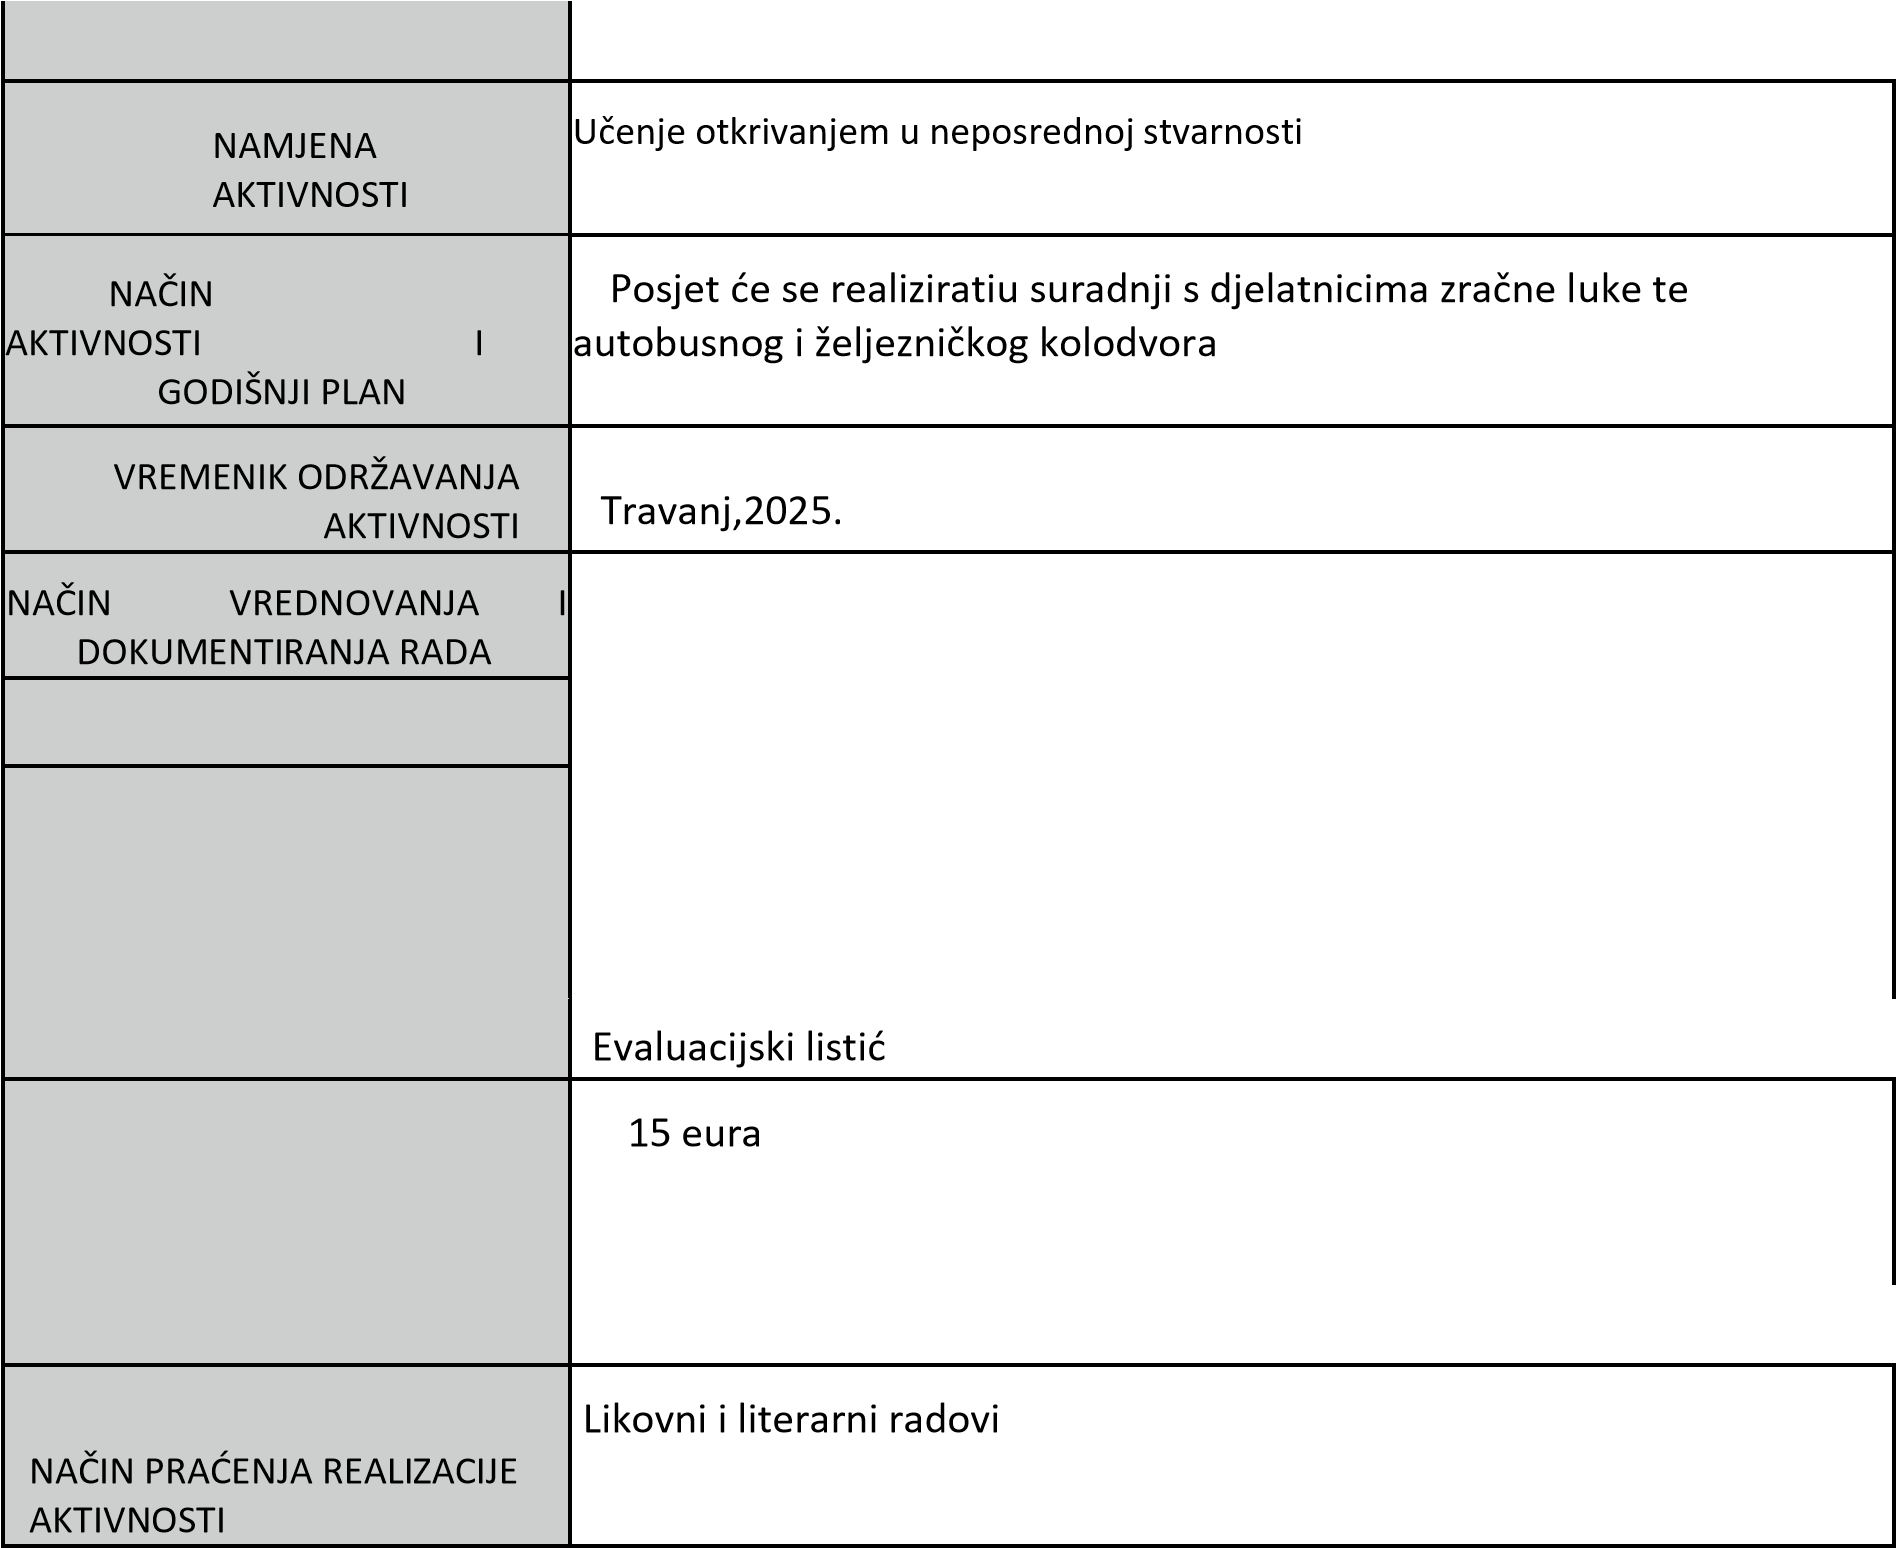 NAMJENA
AKTIVNOSTI
Učenje otkrivanjem u neposrednoj stvarnosti
NAČIN
AKTIVNOSTI I
GODIŠNJI PLAN
Posjet će se realiziratiu suradnji s djelatnicima zračne luke te
autobusnog i željezničkog kolodvora
VREMENIK ODRŽAVANJA
AKTIVNOSTI
Travanj,2025.
NAČIN VREDNOVANJA I
DOKUMENTIRANJA RADA
Evaluacijski listić
15 eura
NAČIN PRAĆENJA REALIZACIJE
AKTIVNOSTI
Likovni i literarni radovi